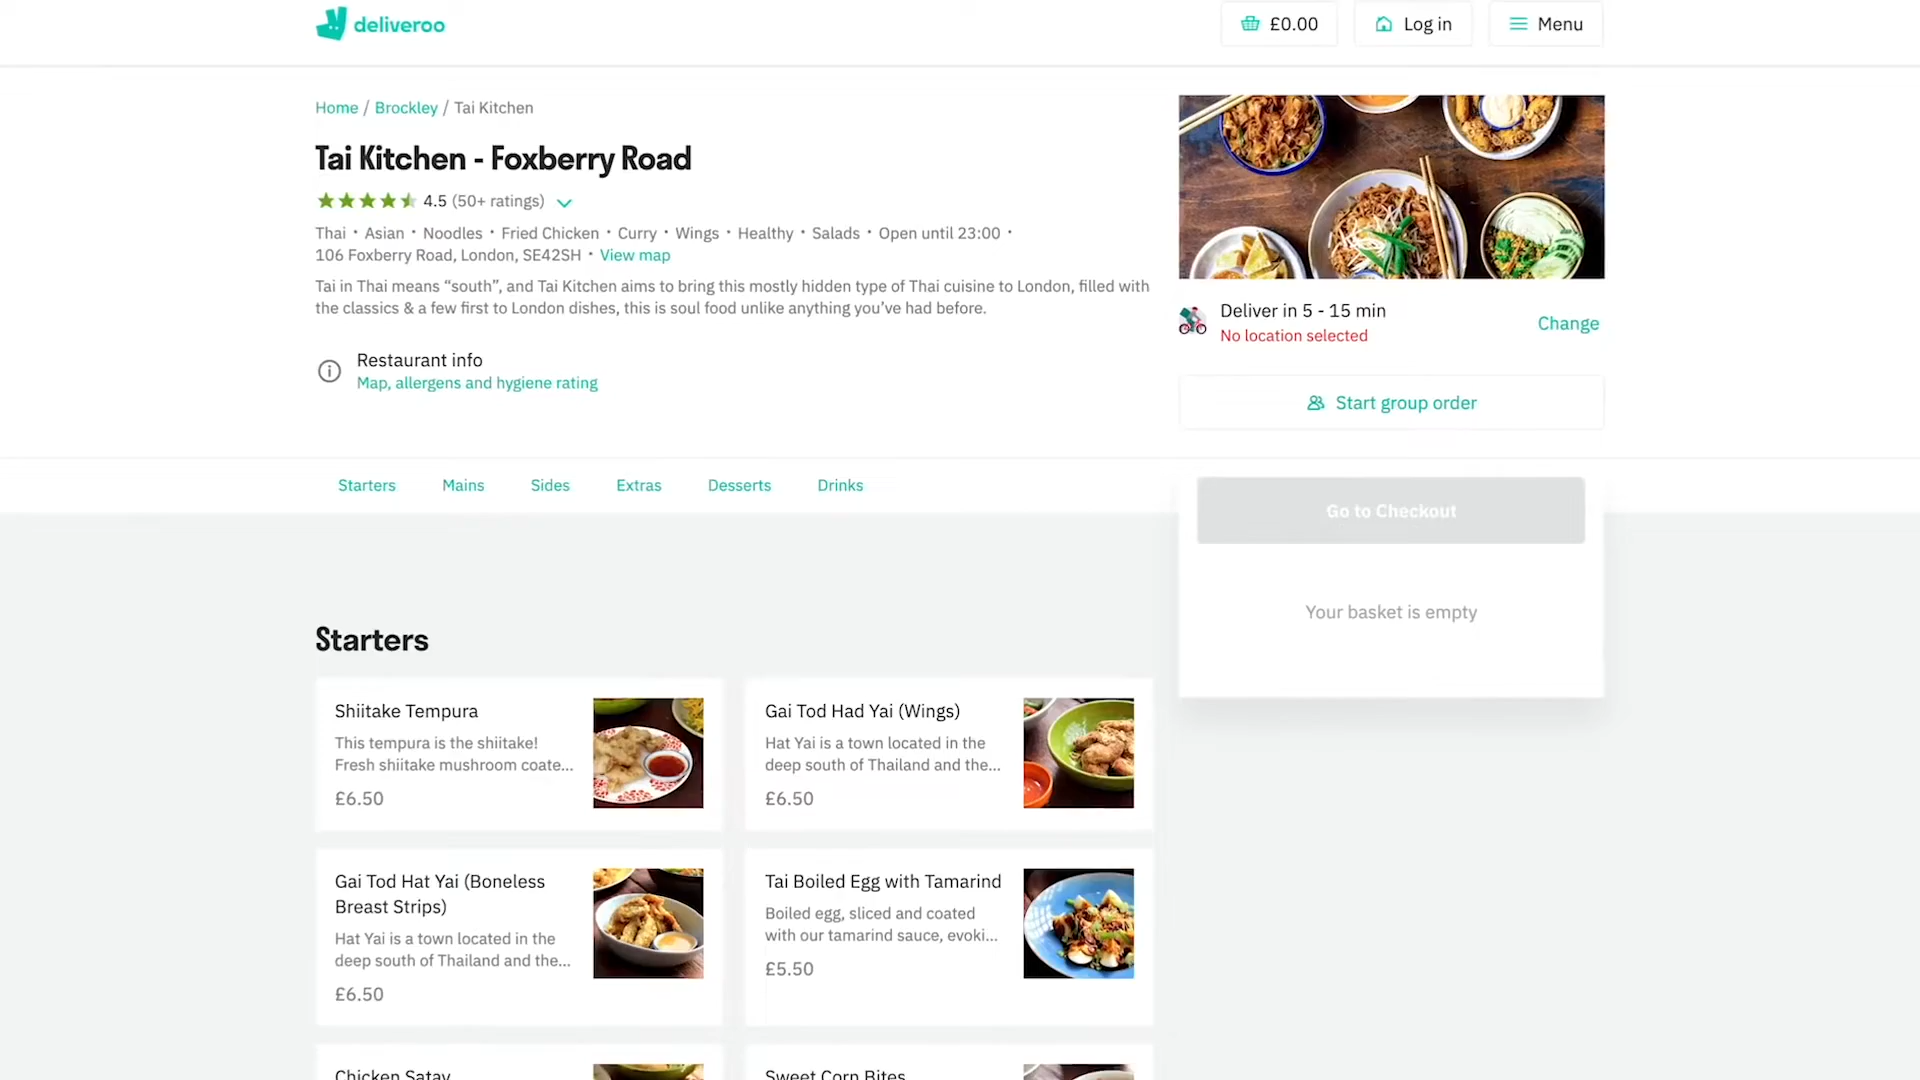 deliveroo
£0.00
Log in
Menu
Home / Brockley / Tai Kitchen
Tai Kitchen - Foxberry Road
4.5 (50+ ratings)
Thai · Asian · Noodles · Fried Chicken · Curry · Wings · Healthy · Salads · Open until 23:00 ·
106 Foxberry Road, London, SE42SH · View map
Tai in Thai means “south”, and Tai Kitchen aims to bring this mostly hidden type of Thai cuisine to London, filled with
the classics & a few first to London dishes, this is soul food unlike anything you’ve had before.
Restaurant info
Map, allergens and hygiene rating
Deliver in 5 - 15 min
No location selected
Change
Start group order
Starters
Mains
Sides
Extras
Desserts
Drinks
Go to Checkout
Your basket is empty
Starters
Shiitake Tempura
This tempura is the shiitake!
Fresh shiitake mushroom coate...
£6.50
Gai Tod Had Yai (Wings)
Hat Yai is a town located in the
deep south of Thailand and the...
£6.50
Gai Tod Hat Yai (Boneless
Breast Strips)
Hat Yai is a town located in the
deep south of Thailand and the...
£6.50
Tai Boiled Egg with Tamarind
Boiled egg, sliced and coated
with our tamarind sauce, evoki...
£5.50
Chicken Satay
Sweet Corn Bites